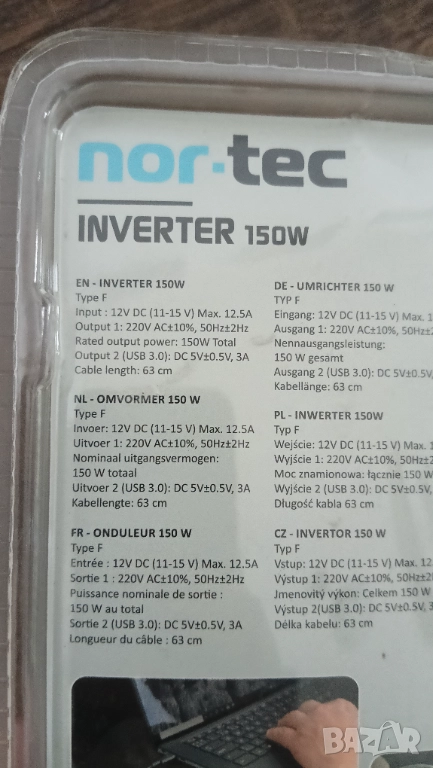 nor·tec
INVERTER 150W
EN - INVERTER 150W
Type F
Input : 12V DC (11-15 V) Max. 12.5A
Output 1: 220V AC±10%, 50Hz±2Hz
Rated output power: 150W Total
Output 2 (USB 3.0): DC 5V±0.5V, 3A
Cable length: 63 cm
NL - OMVORMER 150 W
Type F
Invoer: 12V DC (11-15 V) Max. 12.5A
Uitvoer 1: 220V AC±10%, 50Hz±2Hz
Nominaal uitgangsvermogen:
150 W totaal
Uitvoer 2 (USB 3.0): DC 5V±0.5V, 3A
Kabellengte: 63 cm
FR - ONDULEUR 150 W
Type F
Entrée : 12V DC (11-15 V) Max. 12.5A
Sortie 1 : 220V AC±10%, 50Hz±2Hz
Puissance nominale de sortie :
150 W au total
Sortie 2 (USB 3.0): DC 5V±0.5V, 3A
Longueur du câble : 63 cm
DE - UMRICHTER 150 W
TYP F
Eingang: 12V DC (11-15 V) Max.
Ausgang 1: 220V AC±10%, 50Hz±
Nennausgangsleistung:
150 W gesamt
Ausgang 2 (USB 3.0): DC 5V±0.5V,
Kabellänge: 63 cm
PL - INWERTER 150W
Typ F
Wejście: 12V DC (11-15 V) Max.
Wyjście 1: 220V AC±10%, 50Hz±2
Moc znamionowa: łącznie 150 W
Wyjście 2 (USB 3.0): DC 5V±0.5V,
Długość kabla 63 cm
CZ - INVERTOR 150 W
Typ F
Vstup: 12V DC (11-15 V) Max. 12.
Výstup 1: 220V AC±10%, 50Hz±2
Jmenovitý výkon: Celkem 150 W
Výstup 2(USB 3.0): DC 5V±0.5V, 3
Délka kabelu: 63 cm
BAZAR